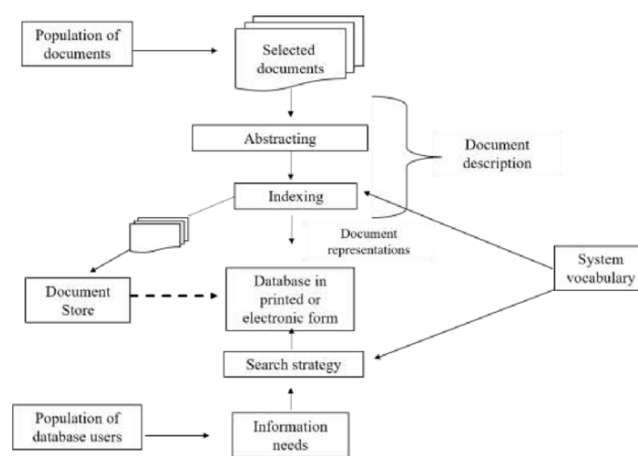 Population of
documents
Selected
documents
Abstracting
Document
description
Indexing
Document
representations
System
vocabulary
Document
Store
Database in
printed or
electronic form
Search strategy
Population of
database users
Information
needs